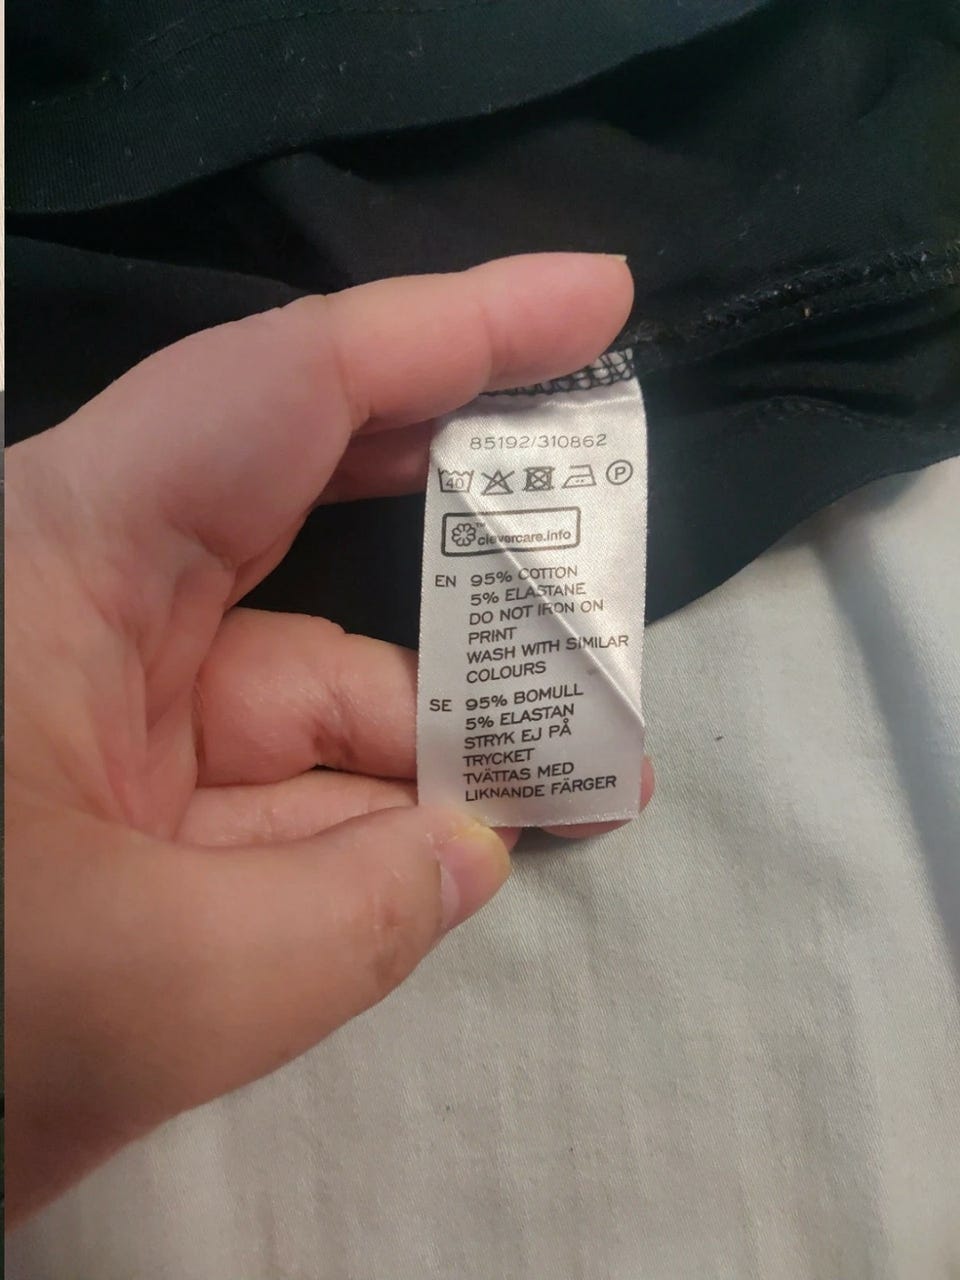 85192/310862
40 P
clevercare.info
EN 95% COTTON
5% ELASTANE
DO NOT IRON ON
PRINT
WASH WITH SIMILAR
COLOURS
SE 95% BOMULL
5% ELASTAN
STRYK EJ PÅ
TRYCKET
TVÄTTAS MED
LIKNANDE FÄRGER